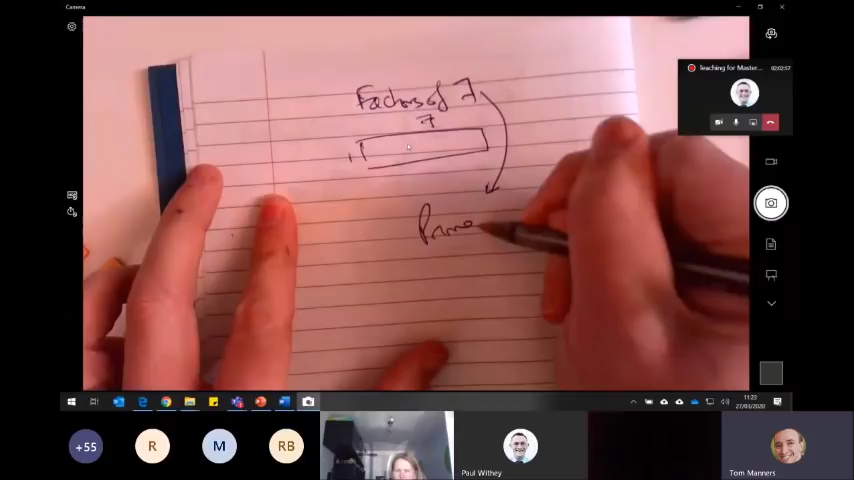 Camera
Factors of 7
7
1
Prime
Teaching for Master...
02:02:57
11:23
27/03/2020
+55
R
M
RB
Paul Withey
Tom Manners